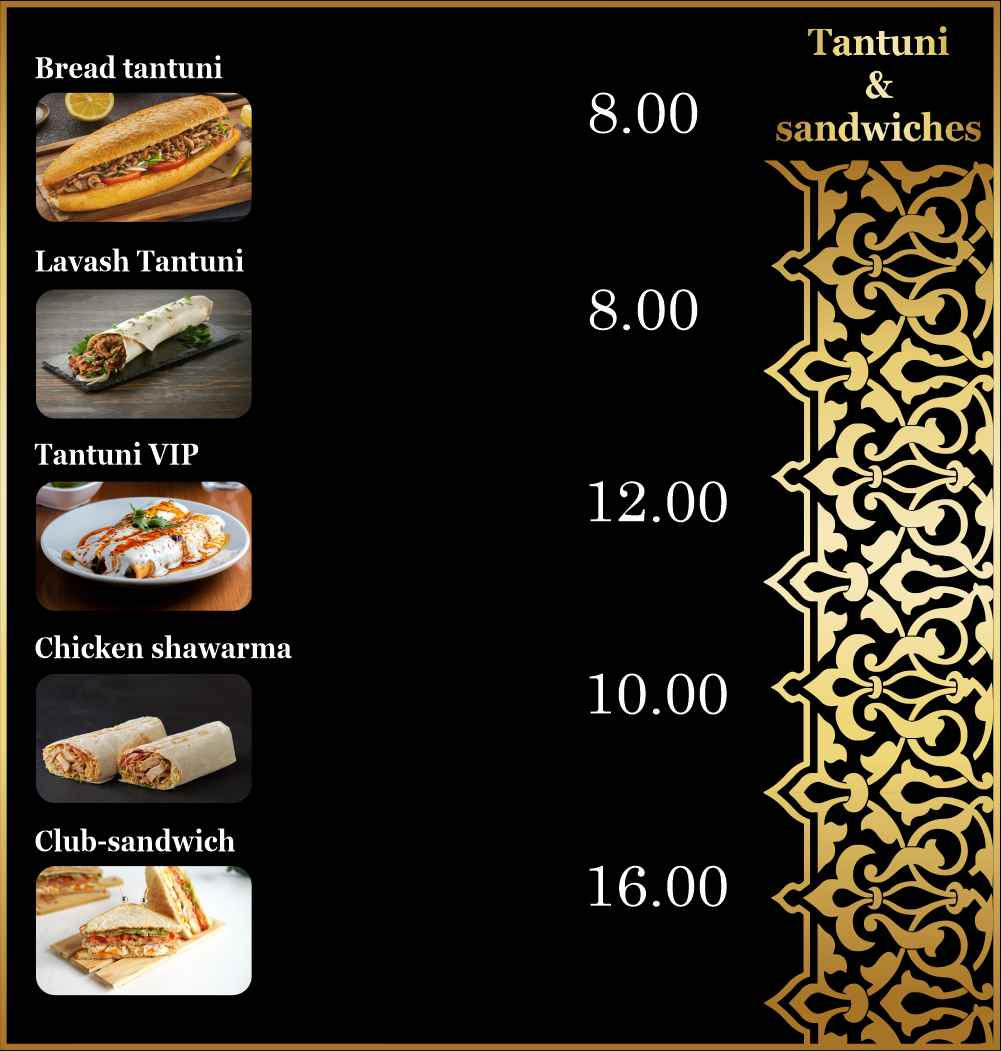 Tantuni
&
sandwiches
Bread tantuni
8.00
Lavash Tantuni
8.00
Tantuni VIP
12.00
Chicken shawarma
10.00
Club-sandwich
16.00